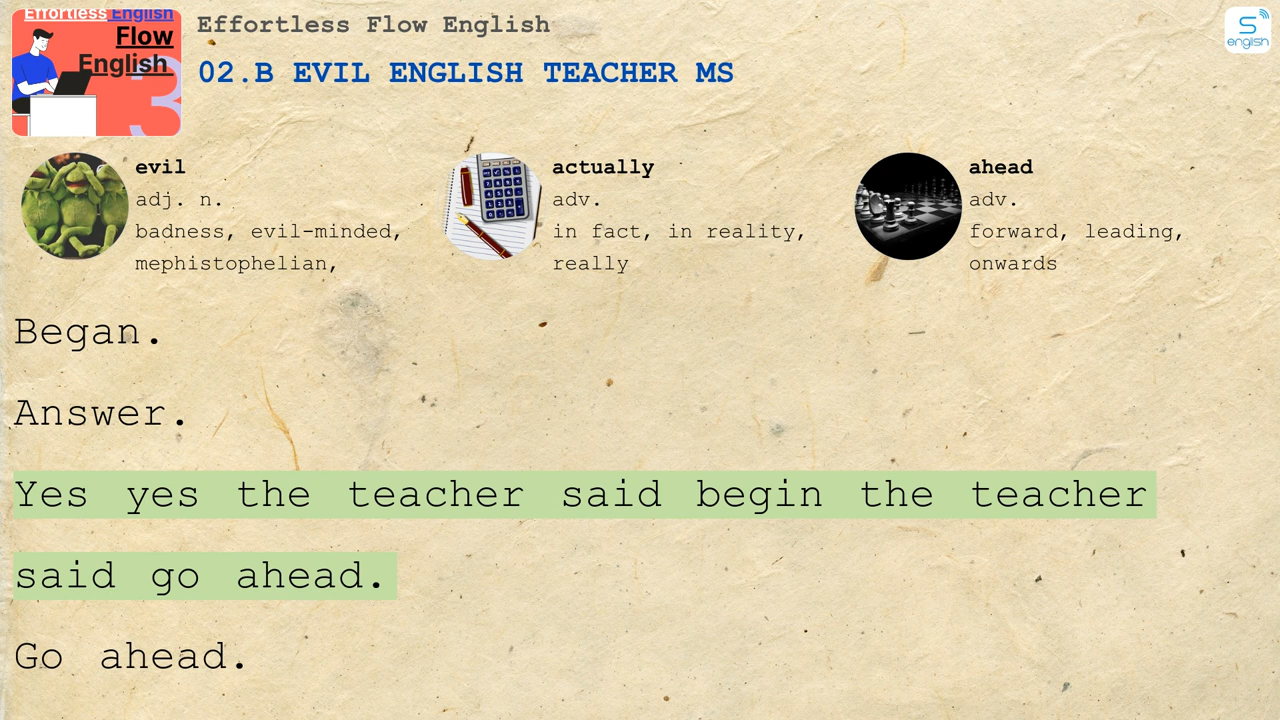 Effortless English
Flow
English
3
Effortless Flow English
02.B EVIL ENGLISH TEACHER MS
S
english
evil
adj. n.
badness, evil-minded,
mephistophelian,
actually
adv.
in fact, in reality,
really
ahead
adv.
forward, leading,
onwards
Began.
Answer.
Yes yes the teacher said begin the teacher
said go ahead.
Go ahead.